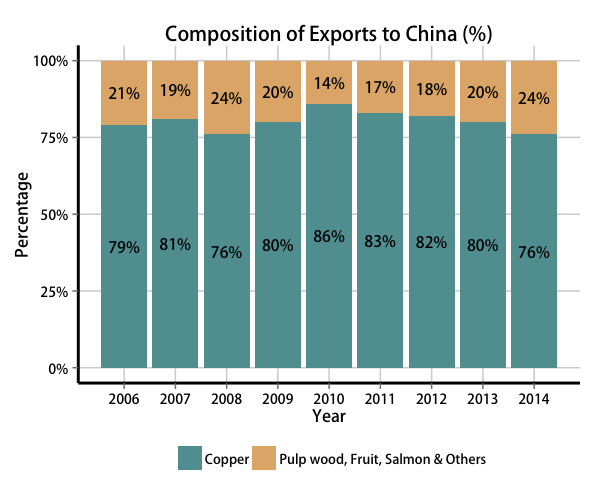 Composition of Exports to China (%)
Percentage
100%
75%
50%
25%
0%
21% 19% 24% 20% 14% 17% 18% 20% 24%
79% 81% 76% 80% 86% 83% 82% 80% 76%
2006 2007 2008 2009 2010 2011 2012 2013 2014
Year
Copper Pulp wood, Fruit, Salmon & Others